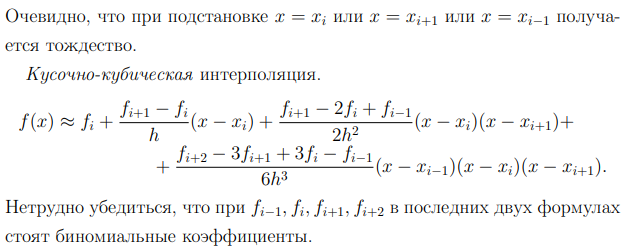 Очевидно, что при подстановке x = x_i или x = x_{i+1} или x = x_{i−1} получа-
ется тождество.
Кусочно-кубическая интерполяция.
f(x) ≈ f_i + \frac{f_{i+1} − f_i}{h}(x − x_i) + \frac{f_{i+1} − 2f_i + f_{i−1}}{2h^2}(x − x_i)(x − x_{i+1})+
+ \frac{f_{i+2} − 3f_{i+1} + 3f_i − f_{i−1}}{6h^3}(x − x_{i−1})(x − x_i)(x − x_{i+1}).
Нетрудно убедиться, что при f_{i−1}, f_i, f_{i+1}, f_{i+2} в последних двух формулах
стоят биномиальные коэффициенты.